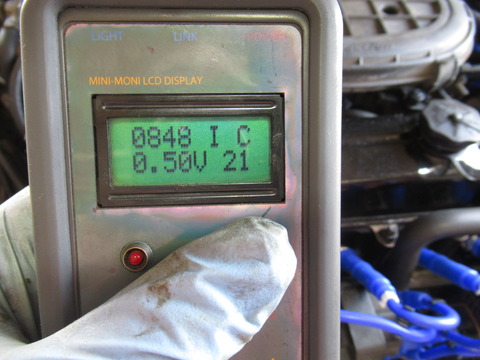 LIGHT LINK
MINI-MONI LCD DISPLAY
0848 I C
0.50V 21